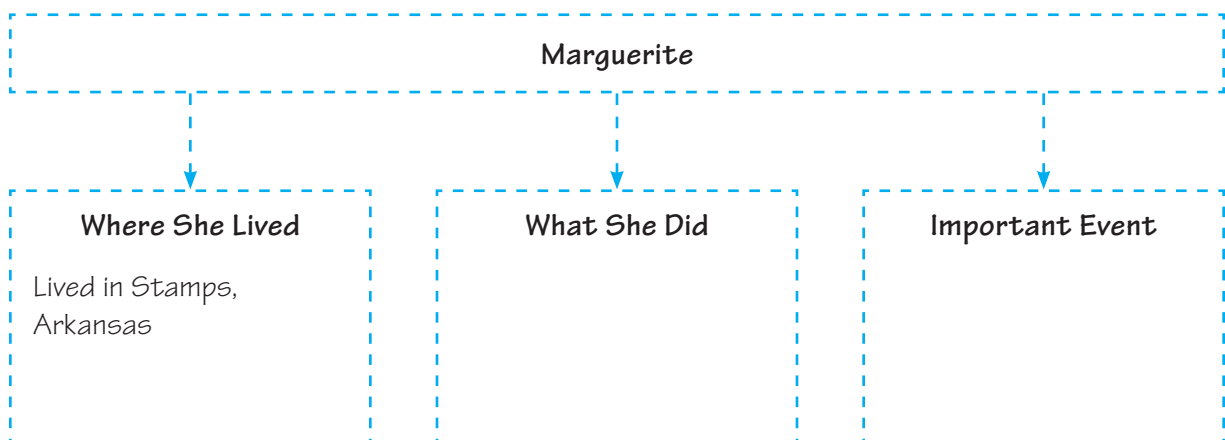 Marguerite
Where She Lived
Lived in Stamps,
Arkansas
What She Did
Important Event